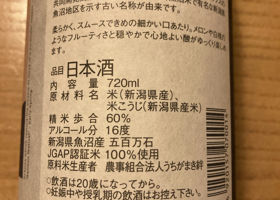 魚沼地区を示す古い名称が由来です。
柔らかく、スムースできめの細かい口あたり。メロンや白桃の
ようなフルーティさと穏やかで心地よい酸がゆっくり楽し
品目 日本酒
内容量 720ml
原材料名 米(新潟県産)、
米こうじ(新潟県産米)
精米歩合 60%
アルコール分 16度
新潟県魚沼産 五百万石
JGAP認証米 100%使用
原料米生産者 農事組合法人うちがまき絆
○飲酒は20歳になってから。
○妊娠中や授乳期の飲酒はお控え下さい。